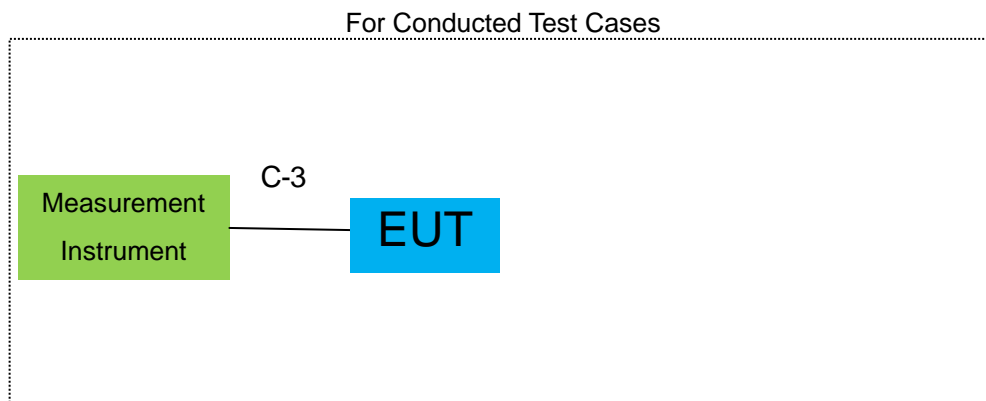 For Conducted Test Cases
C-3
Measurement
Instrument
EUT